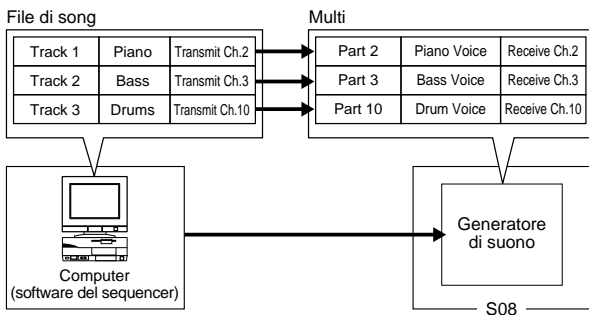 File di song
Multi
Track 1 Piano Transmit Ch.2
Part 2 Piano Voice Receive Ch.2
Track 2 Bass Transmit Ch.3
Part 3 Bass Voice Receive Ch.3
Track 3 Drums Transmit Ch.10
Part 10 Drum Voice Receive Ch.10
Computer
(software del sequencer)
Generatore
di suono
S08